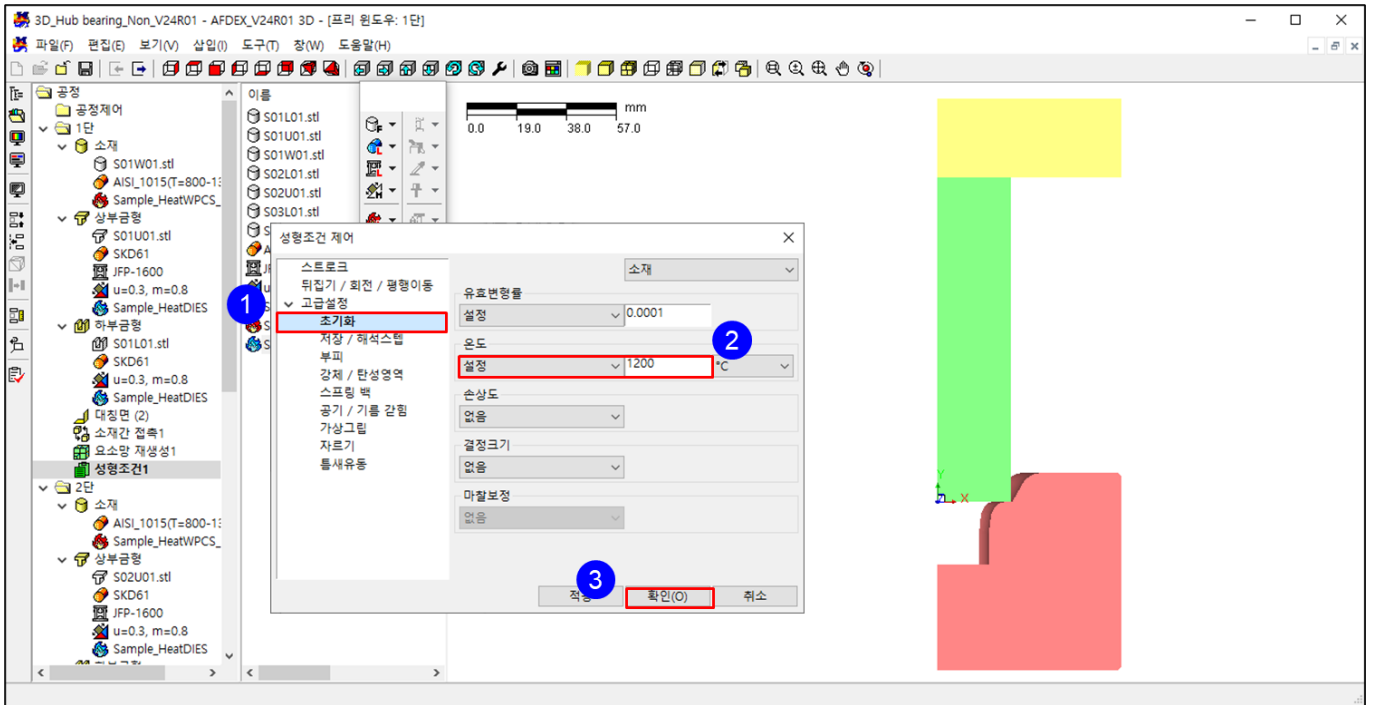 3D_Hub bearing_Non_V24R01 - AFDEX_V24R01 3D - [프리 윈도우: 1단]
파일(F) 편집(E) 보기(V) 삽입(I) 도구(T) 창(W) 도움말(H)
공정
공정제어
1단
소재
S01W01.stl
AISI_1015(T=800-1
Sample_HeatWPCS_
상부금형
S01U01.stl
SKD61
JFP-1600
u=0.3, m=0.8
Sample_HeatDIES
하부금형
S01L01.stl
SKD61
u=0.3, m=0.8
Sample_HeatDIES
대칭면 (2)
소재간 접촉1
요소망 재생성1
성형조건1
2단
소재
AISI_1015(T=800-1
Sample_HeatWPCS_
상부금형
S02U01.stl
SKD61
JFP-1600
u=0.3, m=0.8
Sample_HeatDIES
이름
S01L01.stl
S01U01.stl
S01W01.stl
S02L01.stl
S02U01.stl
S03L01.stl
mm
0.0 19.0 38.0 57.0
성형조건 제어
스트로크
뒤집기 / 회전 / 평행이동
고급설정
1
초기화
저장 / 해석스텝
부피
강체 / 탄성영역
스프링 백
공기 / 기름 갇힘
가상그립
자르기
틈새유동
소재
유효변형률
설정 0.0001
온도
2
설정 1200 °C
손상도
없음
결정크기
없음
마찰보정
없음
3
확인(O) 취소
Y
Z X